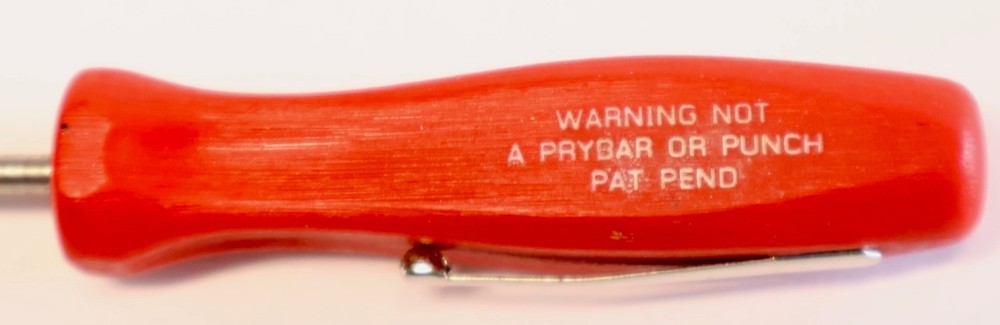 WARNING NOT
A PRYBAR OR PUNCH
PAT PEND